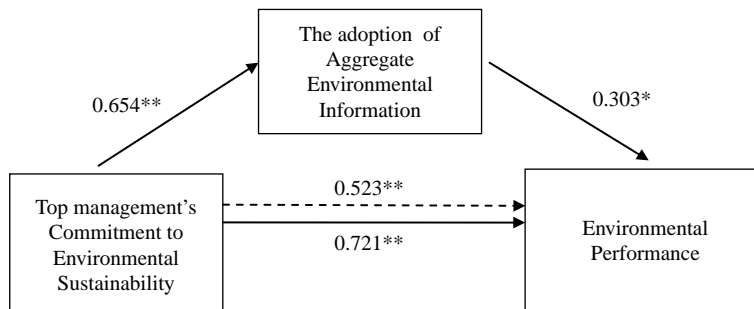 The adoption of
Aggregate
Environmental
Information
0.654**
0.303*
Top management's
Commitment to
Environmental
Sustainability
0.523**
0.721**
Environmental
Performance